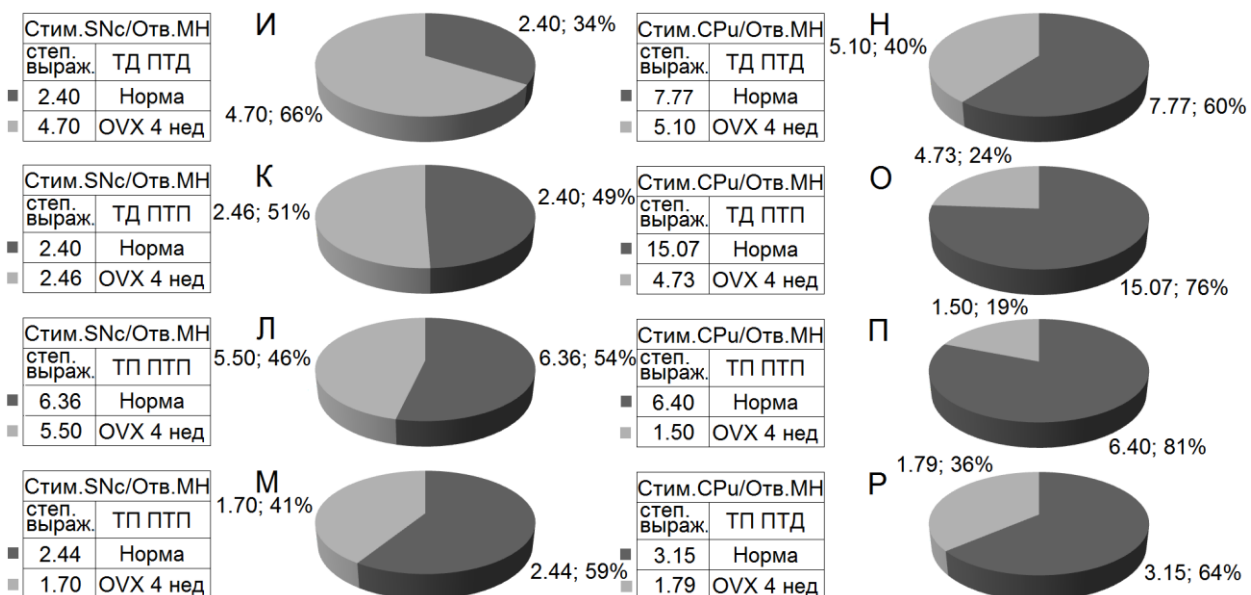 Стим.SNc/Отв.МН
степ. выраж. ТД ПТД
2.40 Норма
4.70 OVX 4 нед
И
2.40; 34%
4.70; 66%
Стим.CPu/Отв.МН
степ. выраж. ТД ПТД
7.77 Норма
5.10 OVX 4 нед
Н
5.10; 40%
7.77; 60%
Стим.SNc/Отв.МН
степ. выраж. ТД ПТП
2.40 Норма
2.46 OVX 4 нед
К
2.46; 51%
2.40; 49%
Стим.CPu/Отв.МН
степ. выраж. ТД ПТП
15.07 Норма
4.73 OVX 4 нед
О
4.73; 24%
15.07; 76%
Стим.SNc/Отв.МН
степ. выраж. ТП ПТП
6.36 Норма
5.50 OVX 4 нед
Л
5.50; 46%
6.36; 54%
Стим.CPu/Отв.МН
степ. выраж. ТП ПТП
6.40 Норма
1.50 OVX 4 нед
П
1.50; 19%
6.40; 81%
Стим.SNc/Отв.МН
степ. выраж. ТП ПТП
2.44 Норма
1.70 OVX 4 нед
М
1.70; 41%
2.44; 59%
Стим.CPu/Отв.МН
степ. выраж. ТП ПТД
3.15 Норма
1.79 OVX 4 нед
Р
1.79; 36%
3.15; 64%